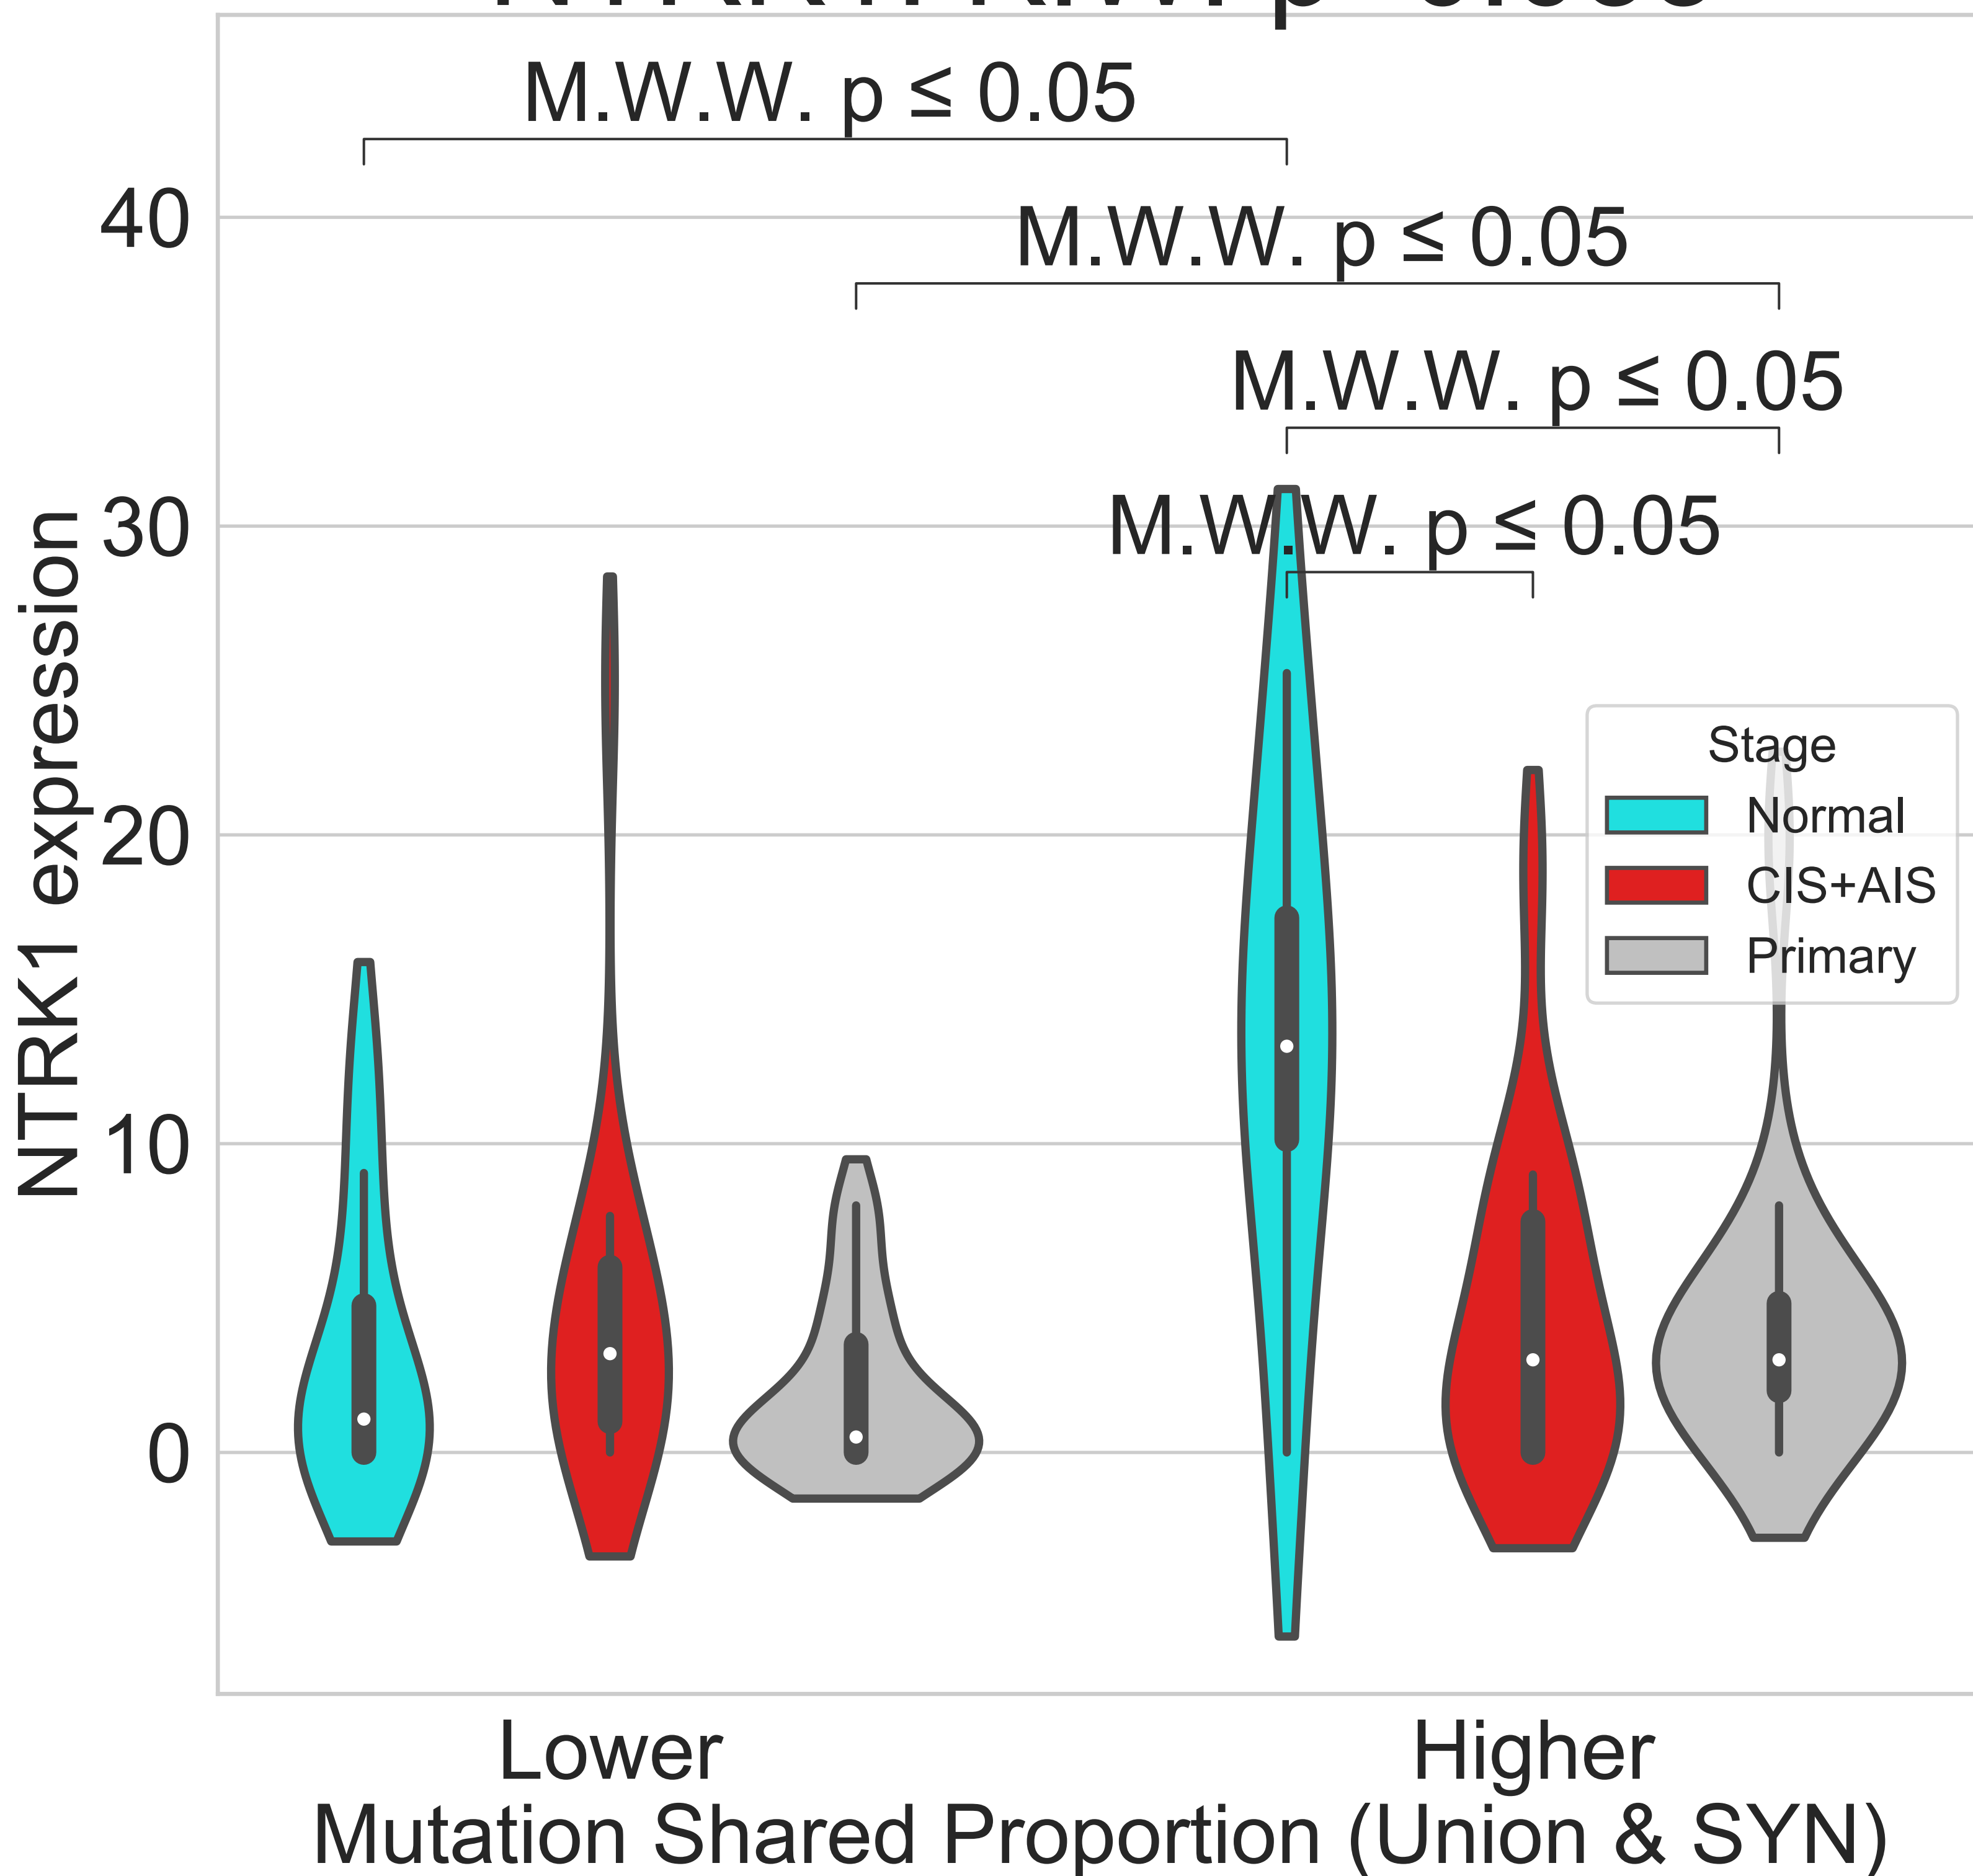 M.W.W. p ≤ 0.05
M.W.W. p ≤ 0.05
M.W.W. p ≤ 0.05
M.W.W. p ≤ 0.05
40
30
20
10
0
NTRK1 expression
Stage
Normal
CIS+AIS
Primary
Lower
Higher
Mutation Shared Proportion (Union & SYN)